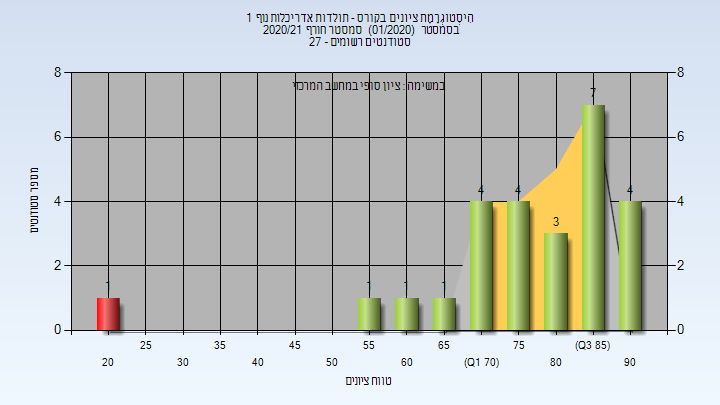 היסטוגרמת ציונים בקורס - תולדות אדריכלות נוף 1
בסמסטר (01/2020) סמסטר חורף 2020/21
סטודנטים רשומים - 27
במשימה : ציון סופי במחשב המרכזי
8 8
7
6 6
מספר סטודנטים
4 4 4 4 4
3
2 2
1 1 1 1
0 0
25 35 45 55 65 75 (Q3 85)
20 30 40 50 60 (Q1 70) 80 90
טווח ציונים